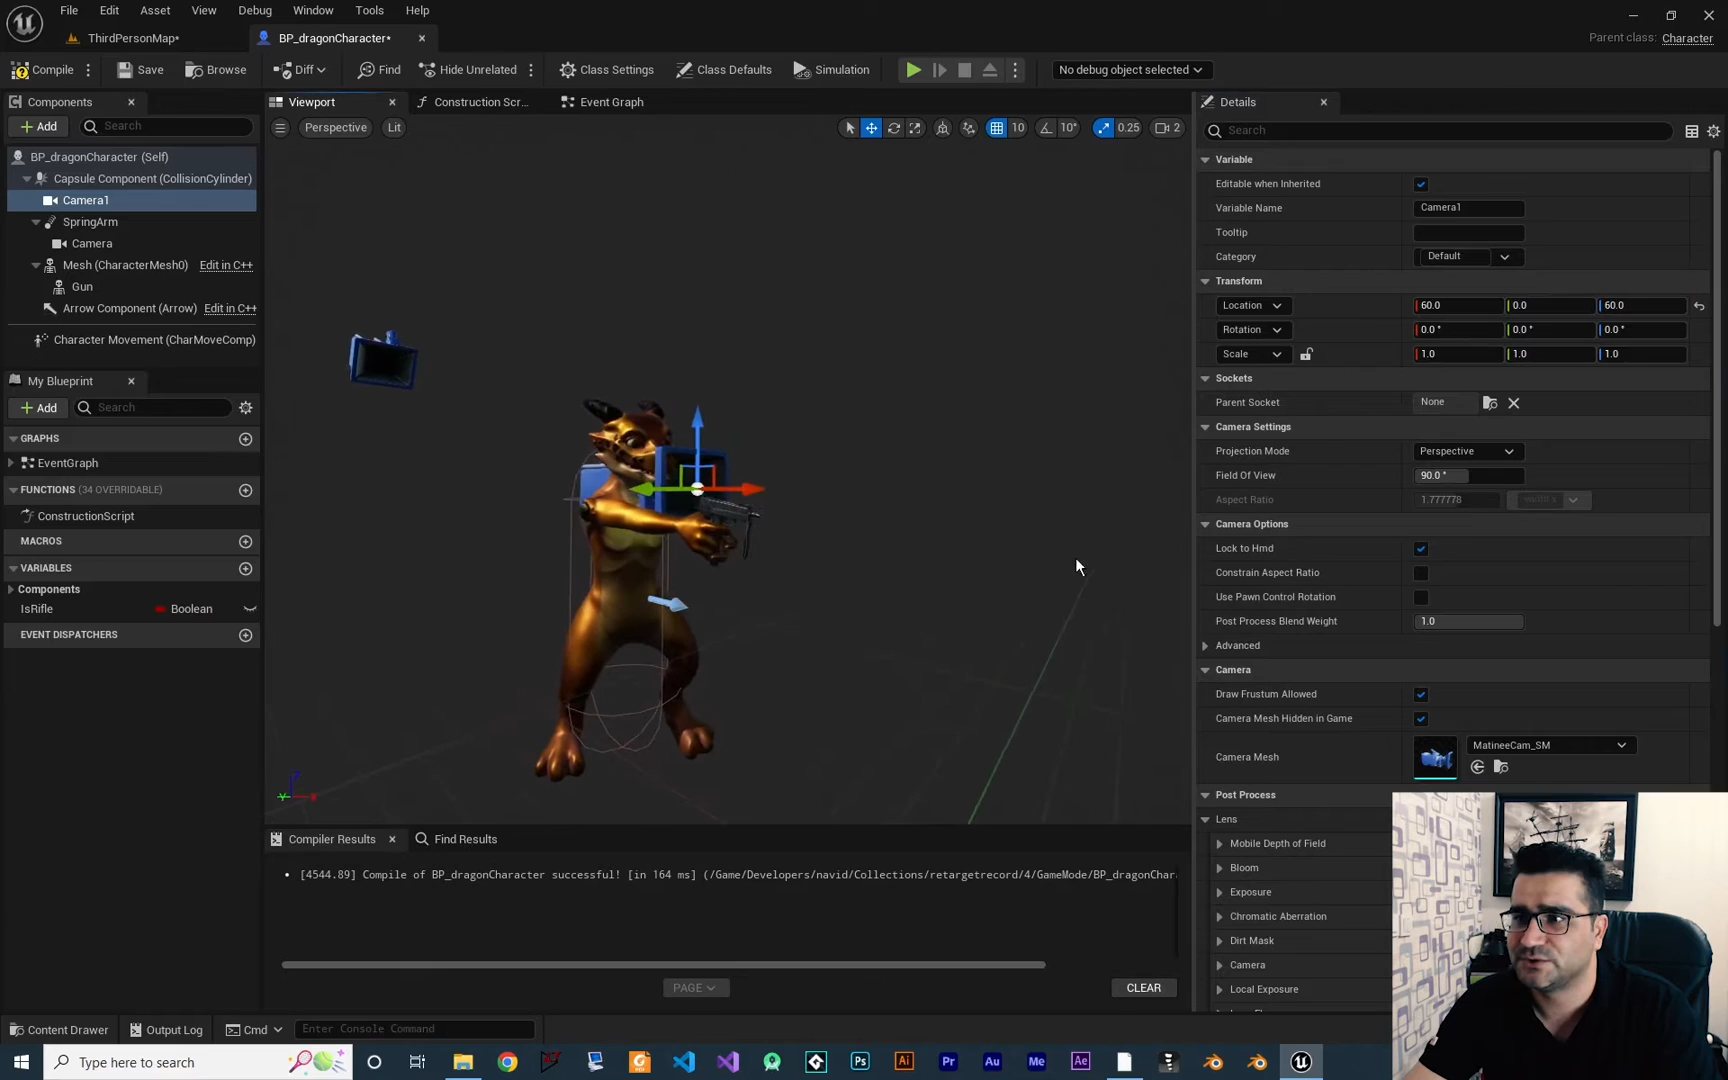 File Edit Asset View Debug Window Tools Help
ThirdPersonMap*
BP_dragonCharacter*
Parent class: Character
Compile Save Browse Diff Find Hide Unrelated Class Settings Class Defaults Simulation No debug object selected
Components
Add Search
BP_dragonCharacter (Self)
Capsule Component (CollisionCylinder)
Camera1
SpringArm
Camera
Mesh (CharacterMesh0) Edit in C++
Gun
Arrow Component (Arrow) Edit in C++
Character Movement (CharMoveComp)
My Blueprint
Add Search
GRAPHS
EventGraph
FUNCTIONS (34 OVERRIDABLE)
ConstructionScript
MACROS
VARIABLES
Components
IsRifle Boolean
EVENT DISPATCHERS
Viewport Construction Scr... Event Graph
Perspective Lit 10 10° 0.25 2
Compiler Results Find Results
[4544.89] Compile of BP_dragonCharacter successful! [in 164 ms] (/Game/Developers/navid/Collections/retargetrecord/4/GameMode/BP_dragonChar
PAGE CLEAR
Details
Search
Variable
Editable when Inherited
Variable Name Camera1
Tooltip
Category Default
Transform
Location 60.0 0.0 60.0
Rotation 0.0° 0.0° 0.0°
Scale 1.0 1.0 1.0
Sockets
Parent Socket None
Camera Settings
Projection Mode Perspective
Field Of View 90.0°
Aspect Ratio 1.777778
Camera Options
Lock to Hmd
Constrain Aspect Ratio
Use Pawn Control Rotation
Post Process Blend Weight 1.0
Advanced
Camera
Draw Frustum Allowed
Camera Mesh Hidden in Game
Camera Mesh MatineeCam_SM
Post Process
Lens
Mobile Depth of Field
Bloom
Exposure
Chromatic Aberration
Dirt Mask
Camera
Local Exposure
Content Drawer Output Log Cmd Enter Console Command
Type here to search